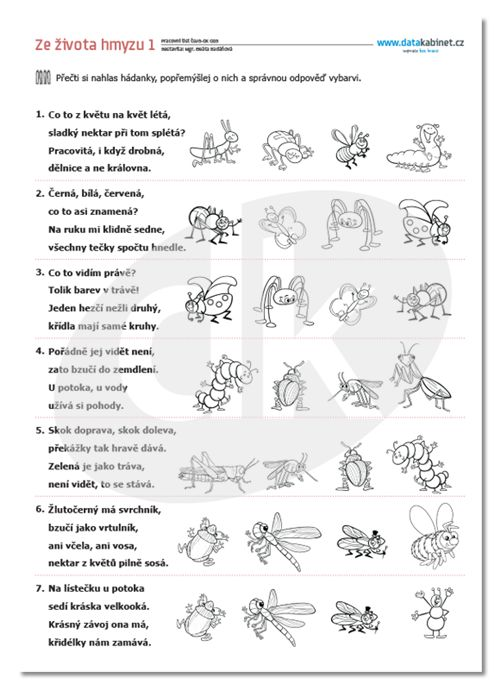 Ze života hmyzu 1
www.datakabinet.cz
Přečti si nahlas hádanky, popřemýšlej o nich a správnou odpověď vybarvi.
1. Co to z květu na květ létá,
sladký nektar při tom splétá?
Pracovitá, i když drobná,
dělnice a ne královna.
2. Černá, bílá, červená,
co to asi znamená?
Na ruku mi klidně sedne,
všechny tečky spočtu hnedle.
3. Co to vidím právě?
Tolik barev v trávě!
Jeden hezčí nežli druhý,
křídla mají samé kruhy.
4. Pořádně jej vidět není,
zato bzučí do zemdlení.
U potoka, u vody
užívá si pohody.
5. Skok doprava, skok doleva,
překážky tak hravě dává.
Zelená je jako tráva,
není vidět, to se stává.
6. Žlutočerný má svrchník,
bzučí jako vrtulník,
ani včela, ani vosa,
nektar z květů pilně sosá.
7. Na lístečku u potoka
sedí kráska velkooká.
Krásný závoj ona má,
křidélky nám zamává.
dk